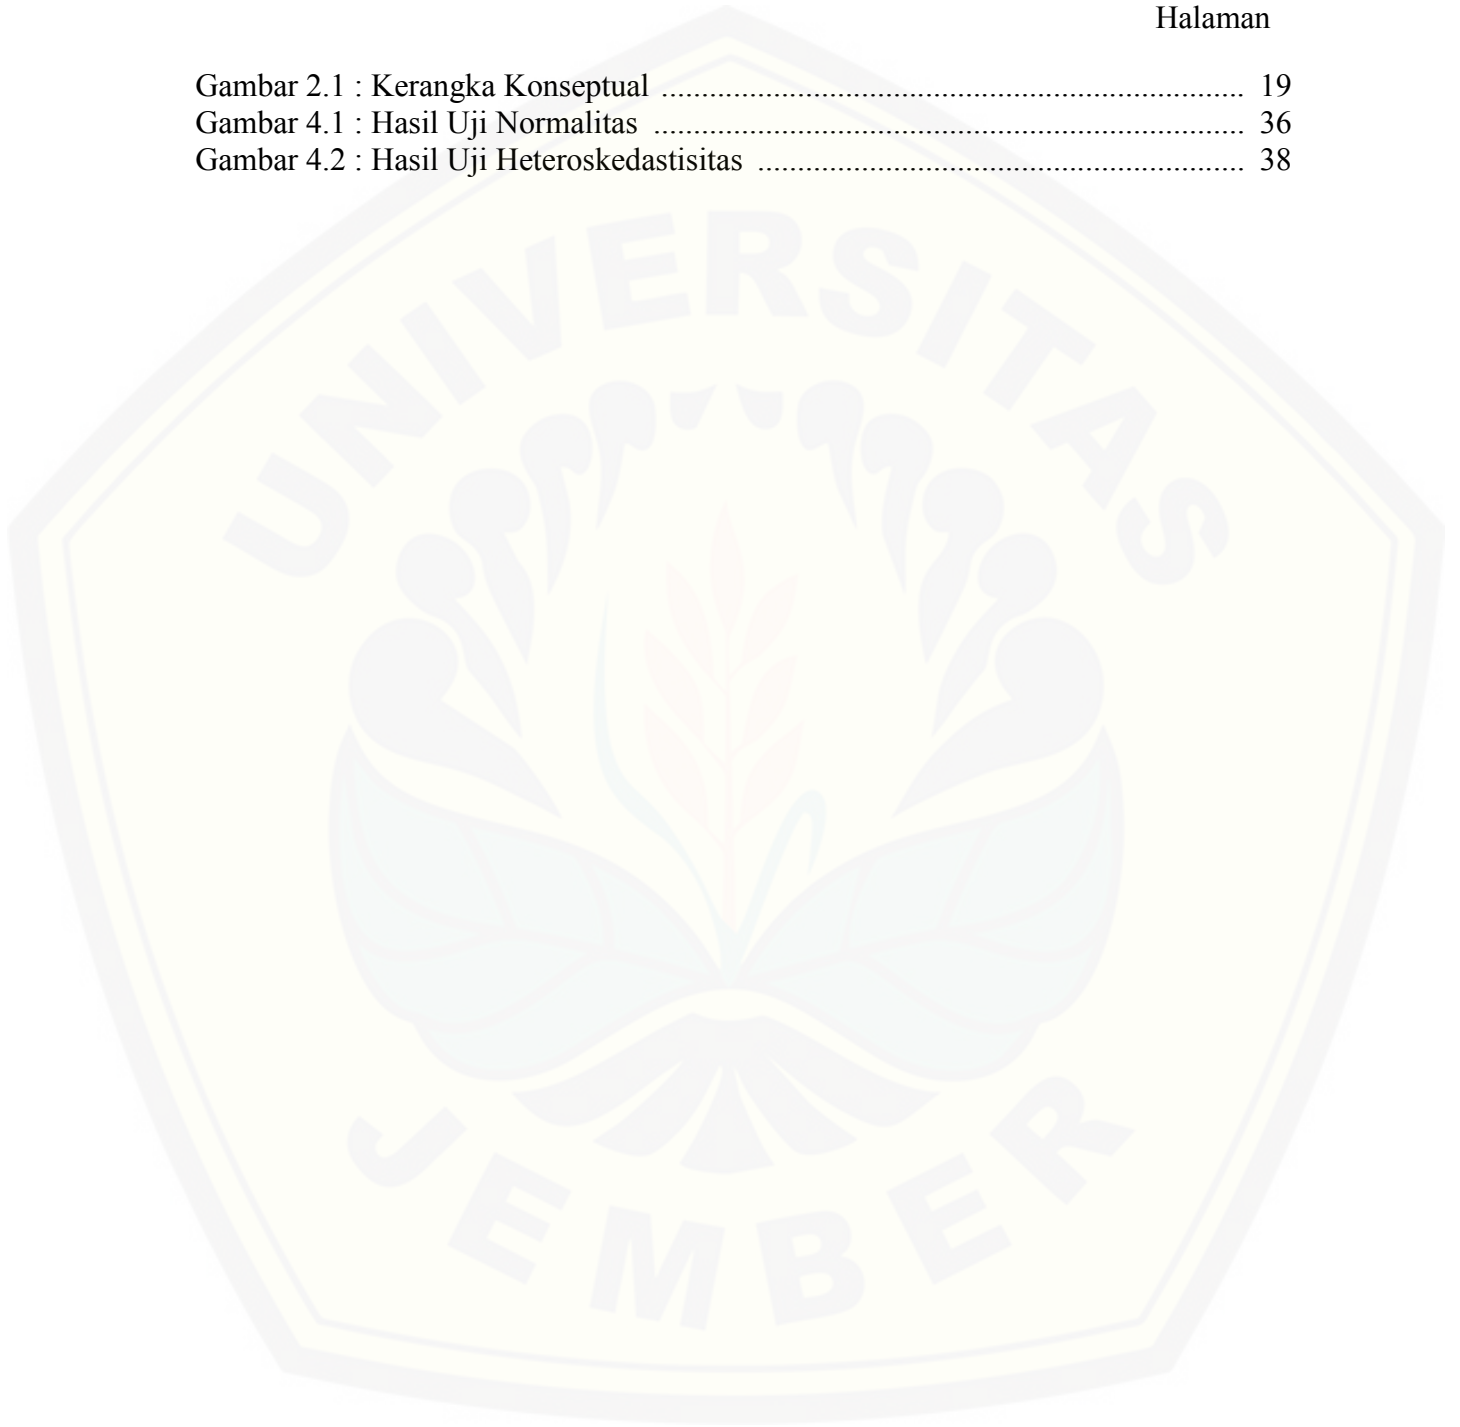 Halaman
Gambar 2.1 : Kerangka Konseptual ........................................................................ 19
Gambar 4.1 : Hasil Uji Normalitas ......................................................................... 36
Gambar 4.2 : Hasil Uji Heteroskedastisitas ............................................................ 38
UNIVERSITAS
JEMBER